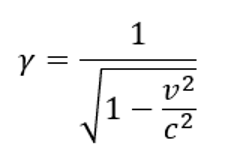 γ = 1 / √(1 − v²/c²)